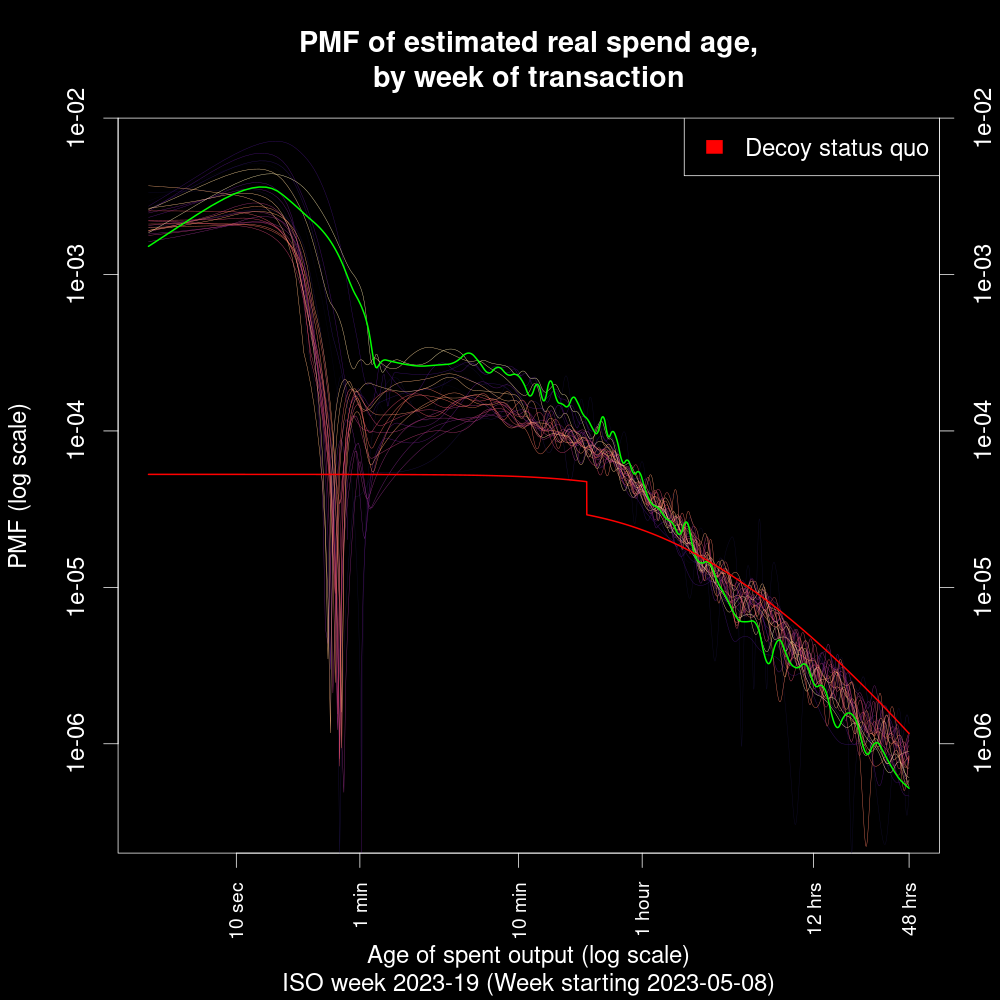 PMF of estimated real spend age,
by week of transaction
Decoy status quo
PMF (log scale)
1e-02
1e-03
1e-04
1e-05
1e-06
1e-02
1e-03
1e-04
1e-05
1e-06
10 sec
1 min
10 min
1 hour
12 hrs
48 hrs
Age of spent output (log scale)
ISO week 2023-19 (Week starting 2023-05-08)